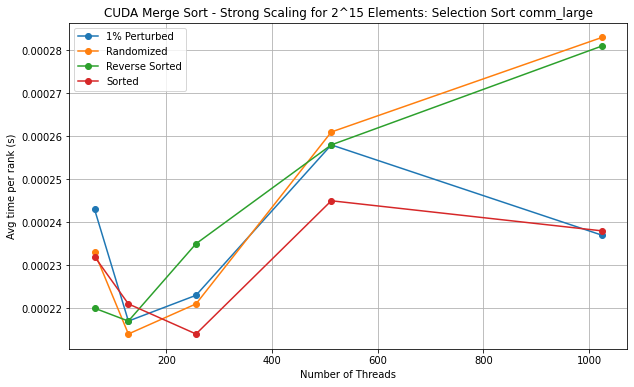 CUDA Merge Sort - Strong Scaling for 2^15 Elements: Selection Sort comm_large
1% Perturbed
Randomized
Reverse Sorted
Sorted
Avg time per rank (s)
0.00028
0.00027
0.00026
0.00025
0.00024
0.00023
0.00022
200 400 600 800 1000
Number of Threads